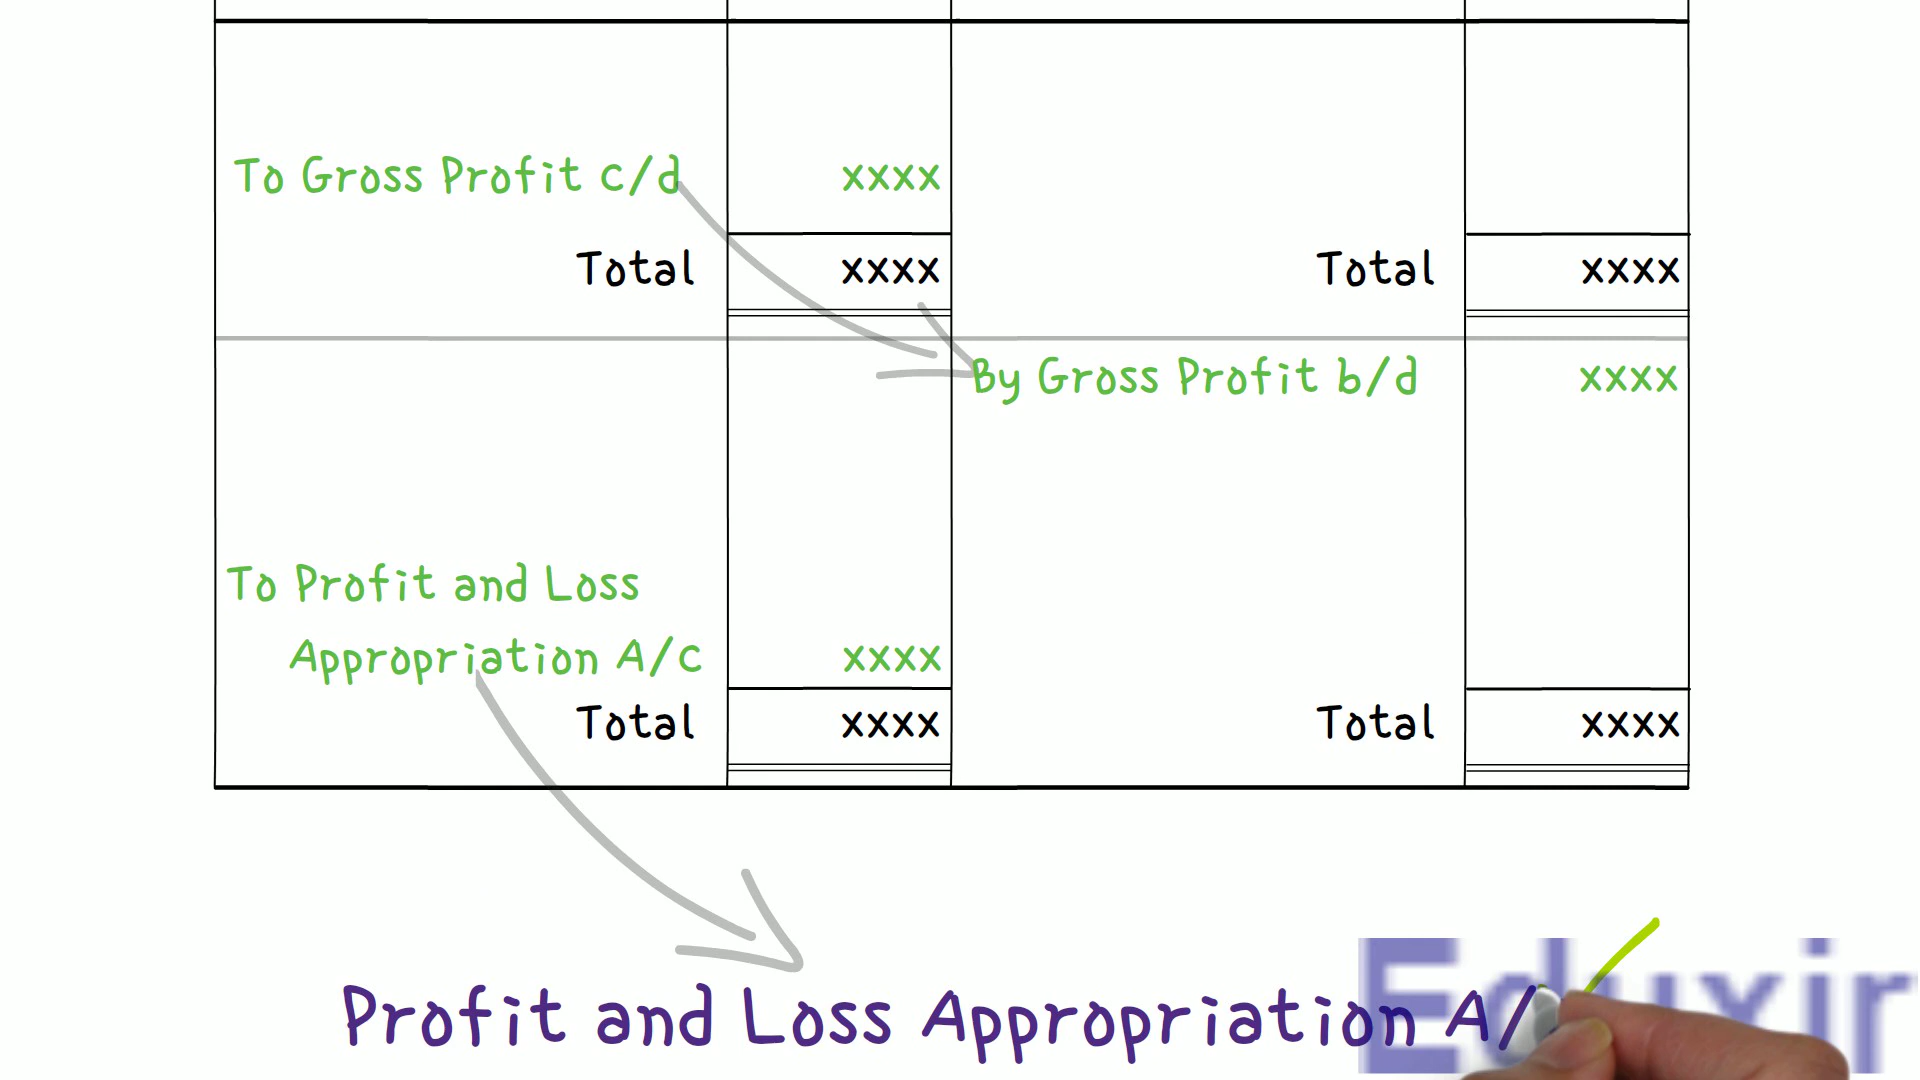 To Gross Profit c/d xxxx
Total xxxx Total xxxx
By Gross Profit b/d xxxx
To Profit and Loss
Appropriation A/c xxxx
Total xxxx Total xxxx
Profit and Loss Appropriation A/